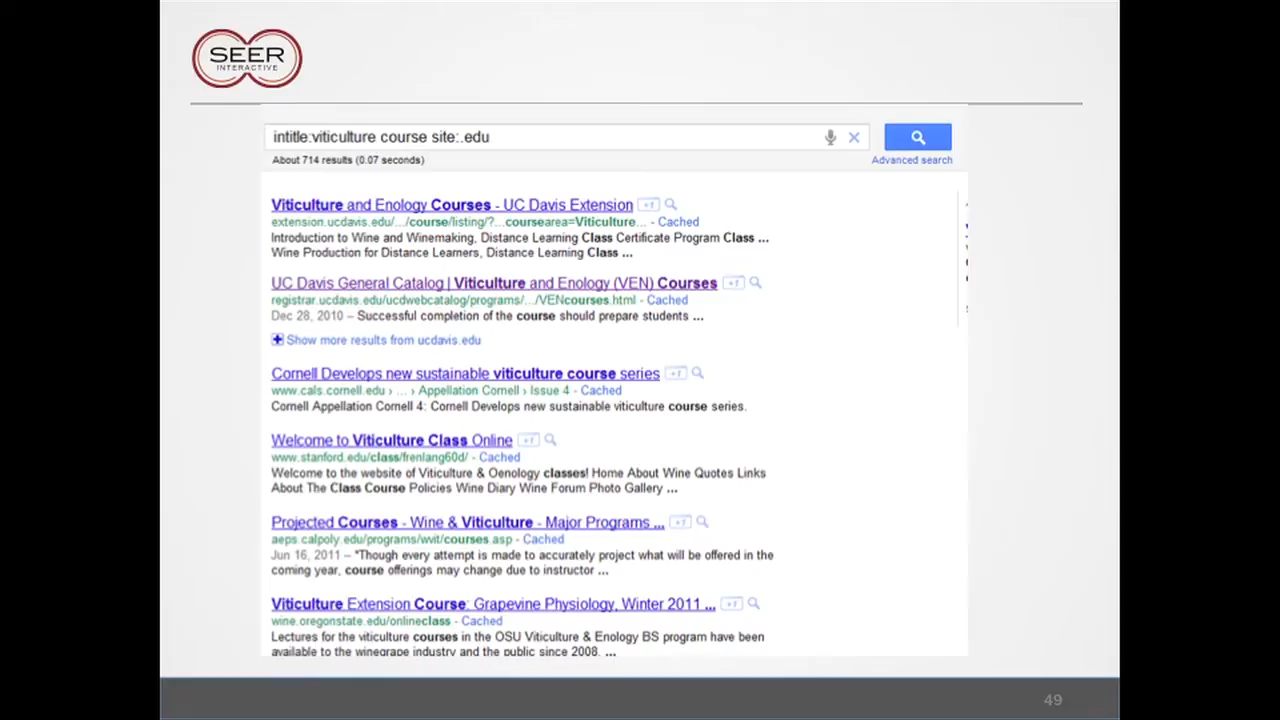 SEER
INTERACTIVE
intitle:viticulture course site:.edu
About 714 results (0.07 seconds)
Advanced search
Viticulture and Enology Courses - UC Davis Extension +1
extension.ucdavis.edu/.../course/listing/?...coursearea=Viticulture... - Cached
Introduction to Wine and Winemaking, Distance Learning Class Certificate Program Class ...
Wine Production for Distance Learners, Distance Learning Class ...
UC Davis General Catalog | Viticulture and Enology (VEN) Courses +1
registrar.ucdavis.edu/ucdwebcatalog/programs/.../VENcourses.html - Cached
Dec 28, 2010 – Successful completion of the course should prepare students ...
Show more results from ucdavis.edu
Cornell Develops new sustainable viticulture course series +1
www.cals.cornell.edu › ... › Appellation Cornell › Issue 4 - Cached
Cornell Appellation Cornell 4: Cornell Develops new sustainable viticulture course series.
Welcome to Viticulture Class Online +1
www.stanford.edu/class/frenlang60d/ - Cached
Welcome to the website of Viticulture & Oenology classes! Home About Wine Quotes Links
About The Class Course Policies Wine Diary Wine Forum Photo Gallery ...
Projected Courses - Wine & Viticulture - Major Programs ... +1
aeps.calpoly.edu/programs/wvit/courses.asp - Cached
Jun 16, 2011 – "Though every attempt is made to accurately project what will be offered in the
coming year, course offerings may change due to instructor ...
Viticulture Extension Course: Grapevine Physiology, Winter 2011 ... +1
wine.oregonstate.edu/onlineclass - Cached
Lectures for the viticulture courses in the OSU Viticulture & Enology BS program have been
available to the winegrape industry and the public since 2008. ...
49